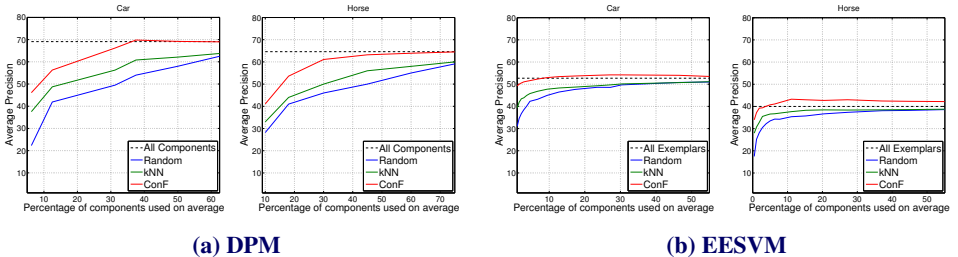 Car
Average Precision
80
70
60
50
40
30
20
10
All Components
Random
kNN
ConF
10 20 30 40 50 60
Percentage of components used on average
Horse
Average Precision
80
70
60
50
40
30
20
10
All Components
Random
kNN
ConF
10 20 30 40 50 60 70
Percentage of components used on average
(a) DPM
Car
Average Precision
80
70
60
50
40
30
20
10
All Exemplars
Random
kNN
ConF
10 20 30 40 50
Percentage of components used on average
Horse
Average Precision
80
70
60
50
40
30
20
10
All Exemplars
Random
kNN
ConF
0 10 20 30 40 50
Percentage of components used on average
(b) EESVM